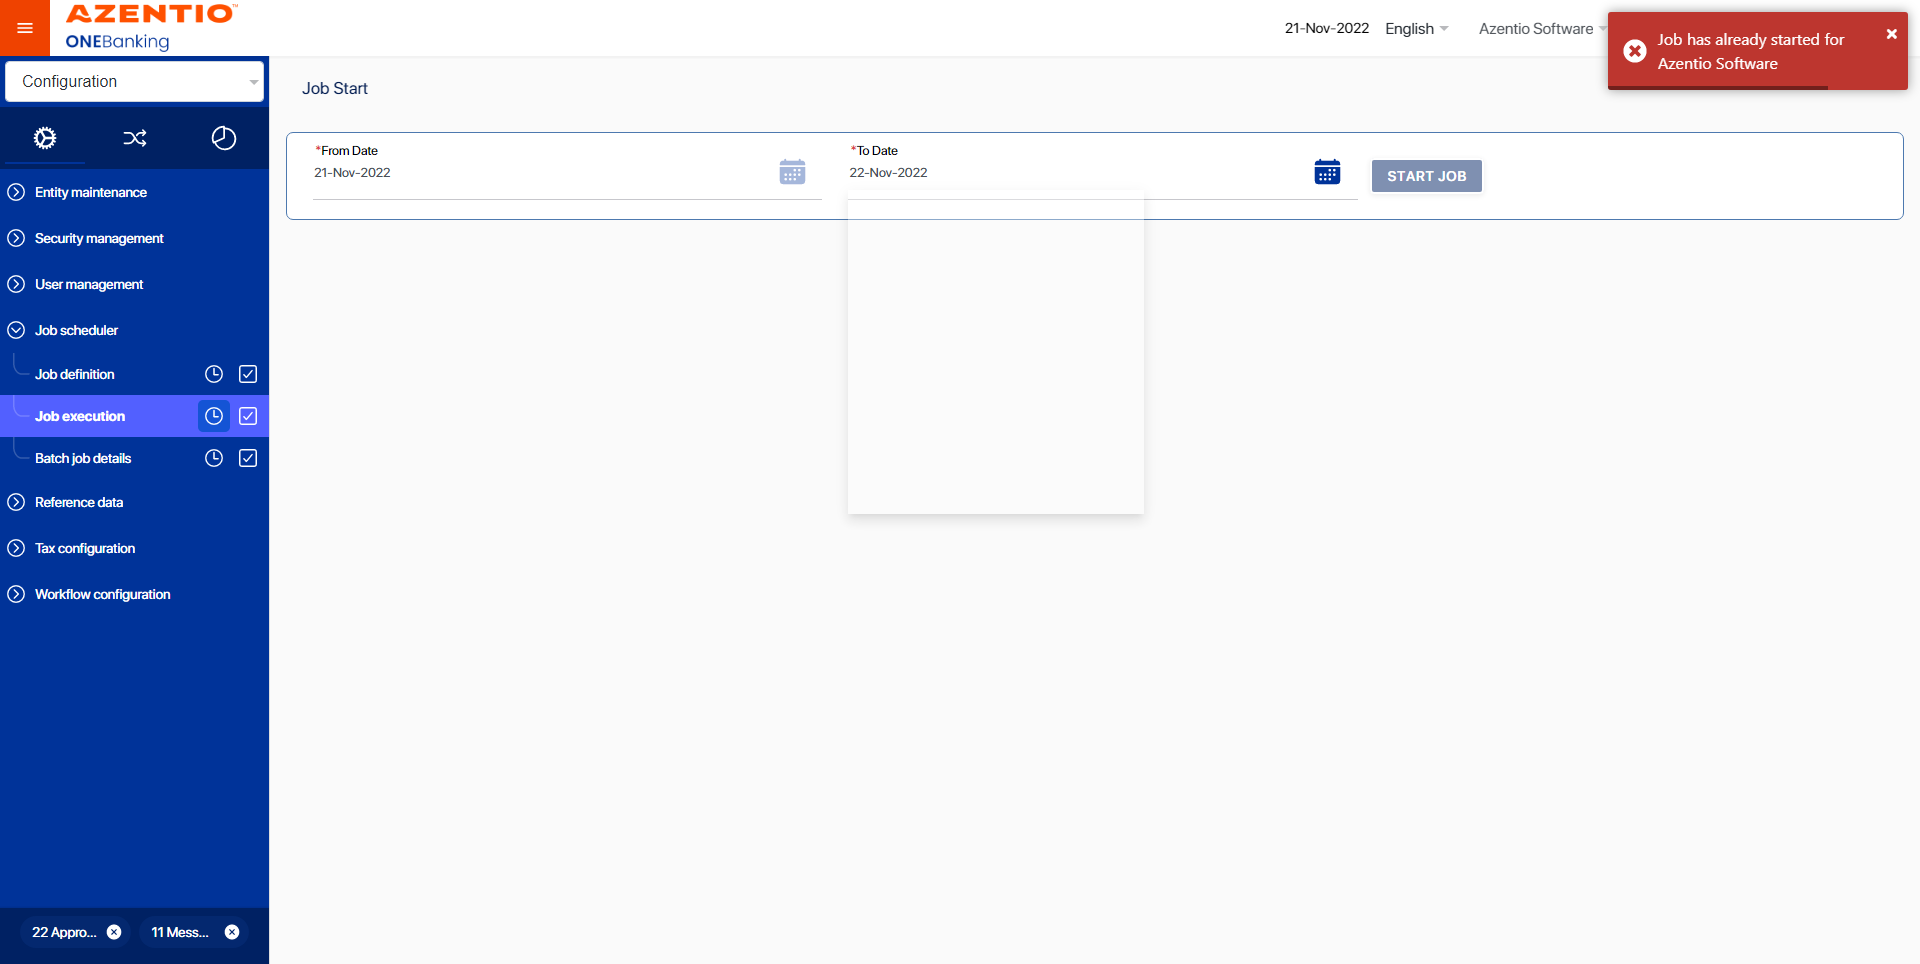 AZENTIO™
ONEBanking
21-Nov-2022
English
Azentio Software
Job has already started for
Azentio Software
Configuration
Job Start
*From Date
21-Nov-2022
*To Date
22-Nov-2022
START JOB
Entity maintenance
Security management
User management
Job scheduler
Job definition
Job execution
Batch job details
Reference data
Tax configuration
Workflow configuration
22 Appro...
11 Mess...